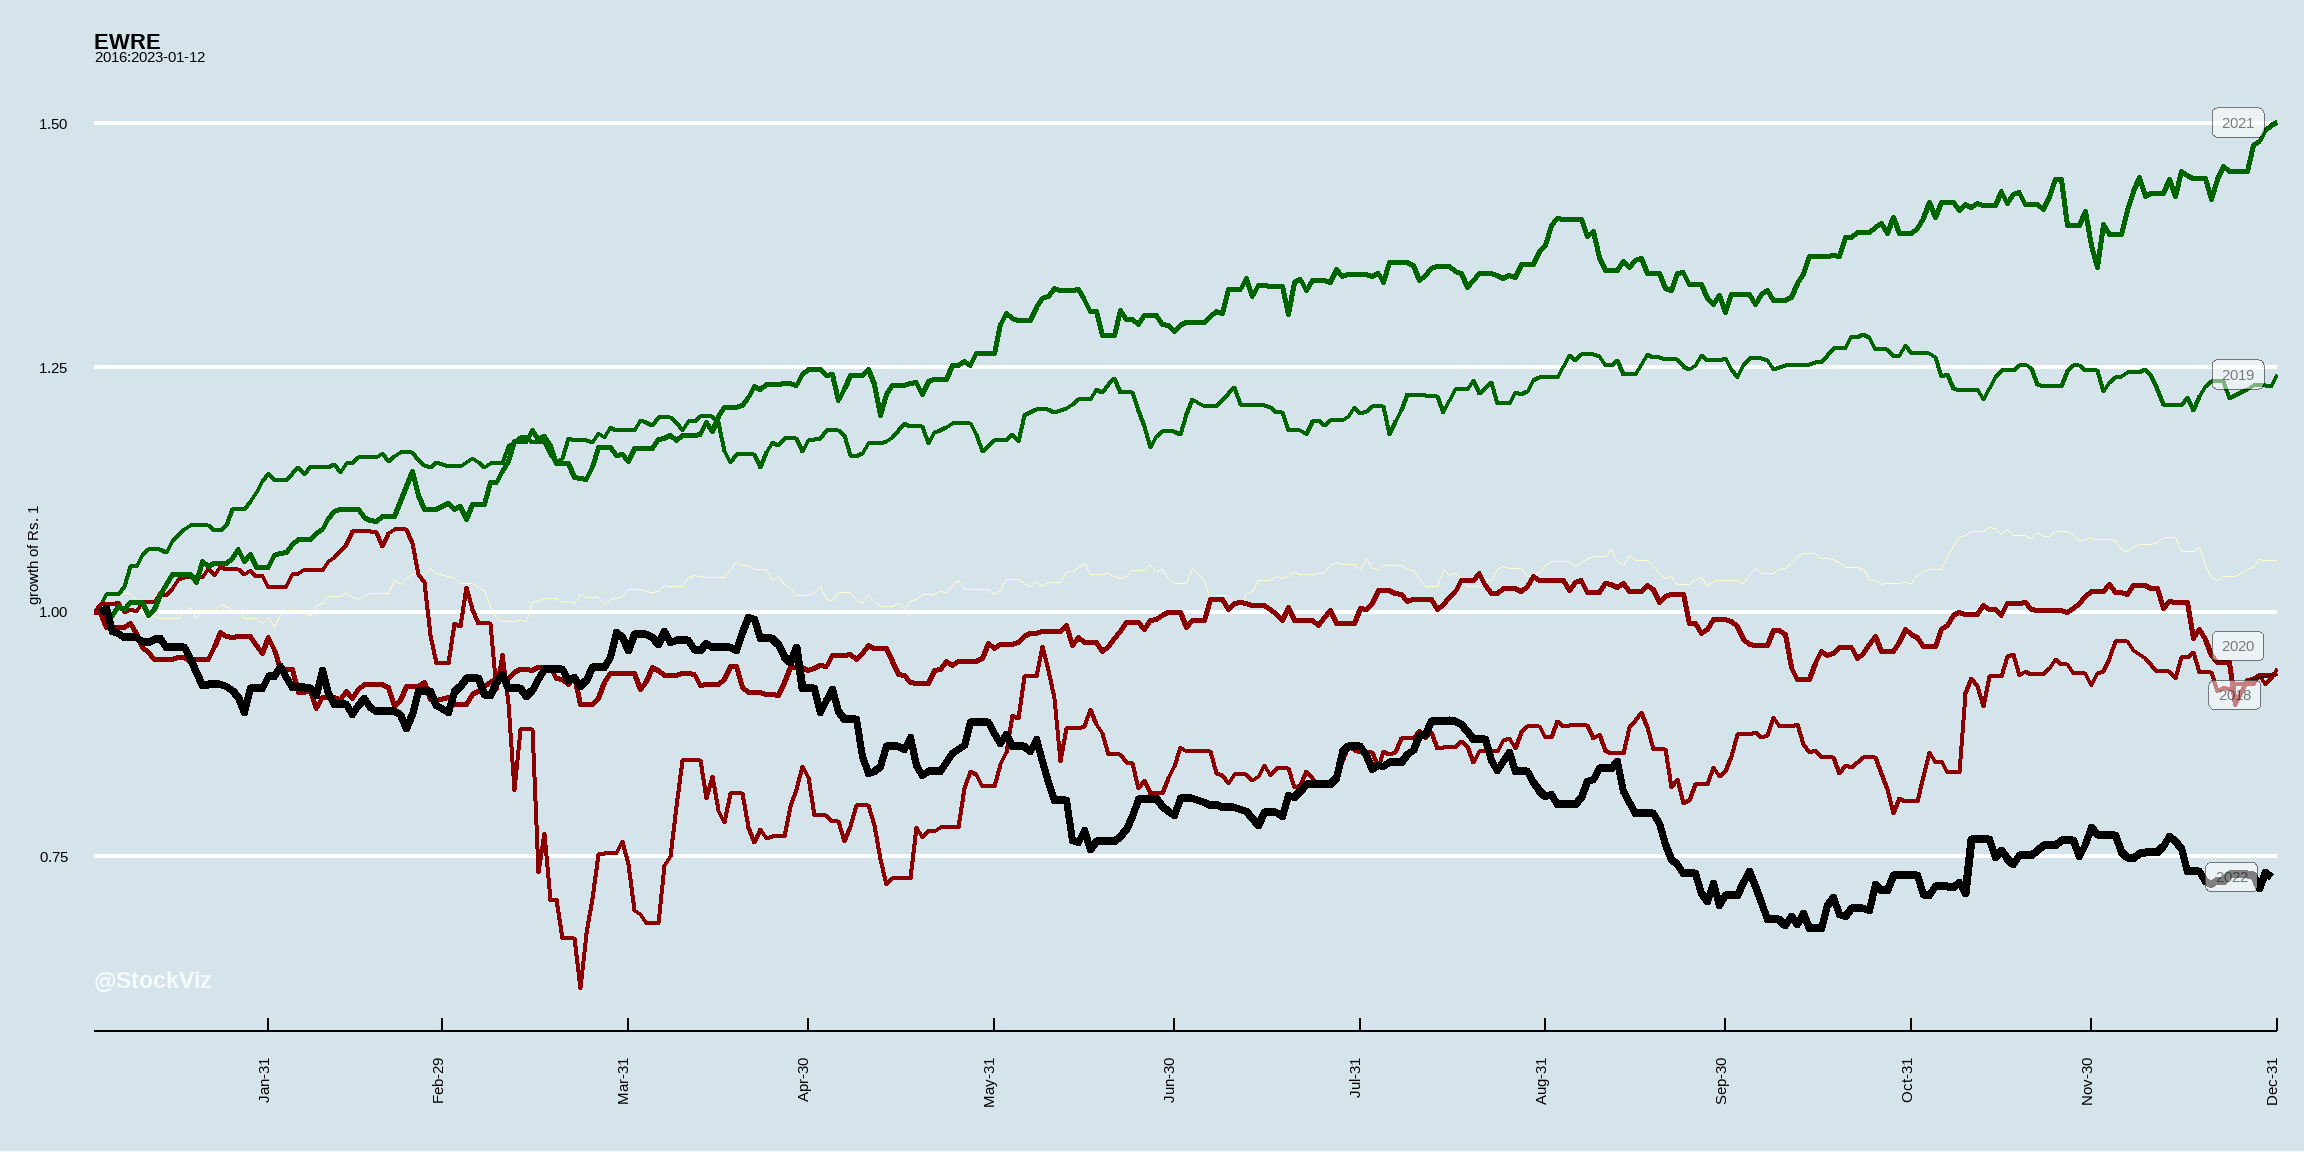 EWRE
2016:2023-01-12
growth of Rs. 1
1.50
1.25
1.00
0.75
2021
2019
2020
2018
2022
@StockViz
Jan-31
Feb-29
Mar-31
Apr-30
May-31
Jun-30
Jul-31
Aug-31
Sep-30
Oct-31
Nov-30
Dec-31